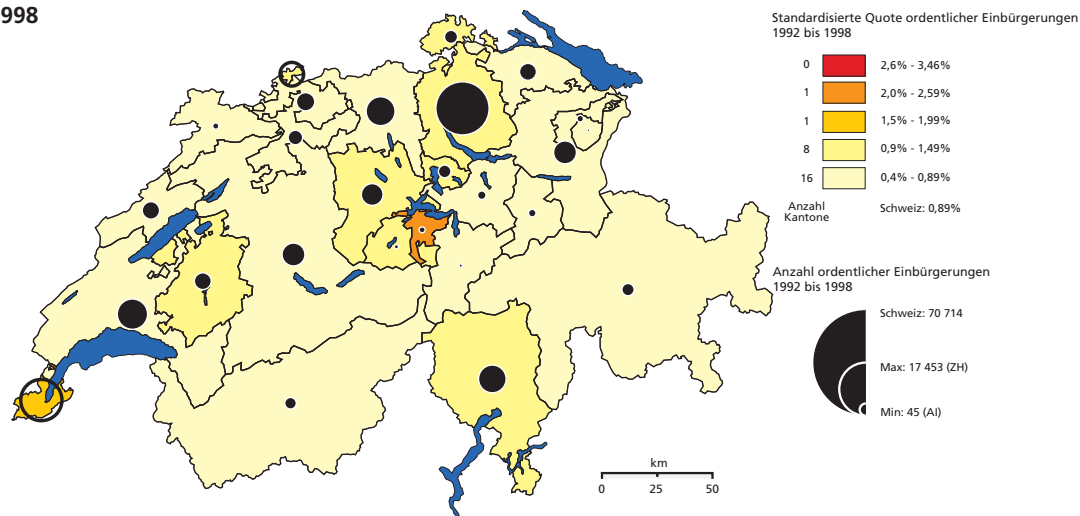 998
Standardisierte Quote ordentlicher Einbürgerungen
1992 bis 1998
0 2,6% - 3,46%
1 2,0% - 2,59%
1 1,5% - 1,99%
8 0,9% - 1,49%
16 0,4% - 0,89%
Anzahl
Kantone
Schweiz: 0,89%
Anzahl ordentlicher Einbürgerungen
1992 bis 1998
Schweiz: 70 714
Max: 17 453 (ZH)
Min: 45 (AI)
km
0 25 50